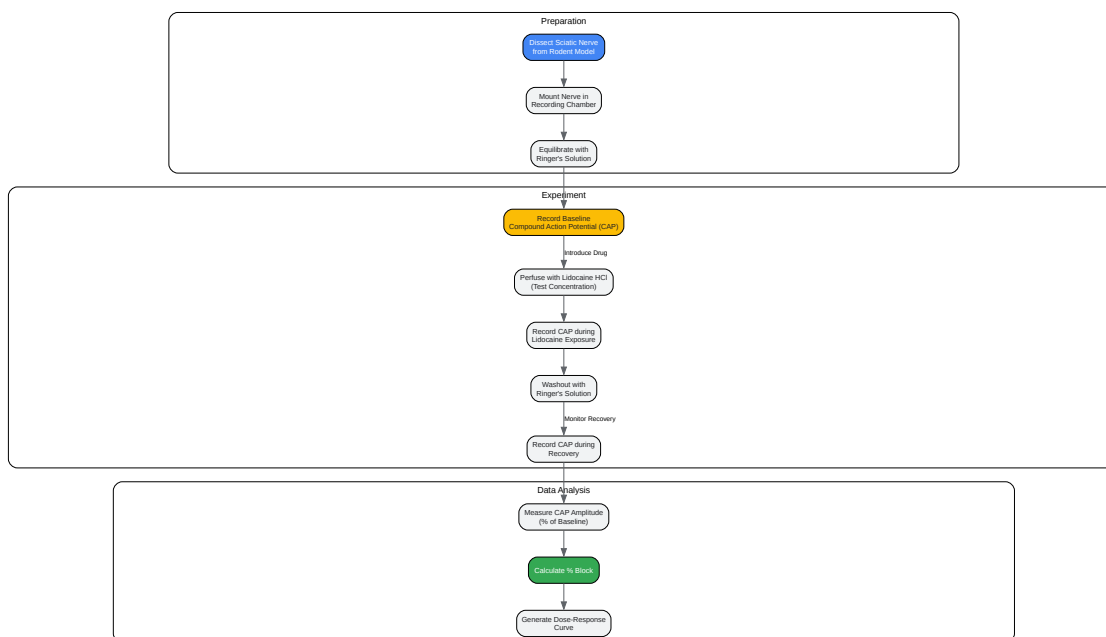 Preparation
Dissect Sciatic Nerve
from Rodent Model
Mount Nerve in
Recording Chamber
Equilibrate with
Ringer's Solution
Experiment
Record Baseline
Compound Action Potential (CAP)
Introduce Drug
Perfuse with Lidocaine HCl
(Test Concentration)
Record CAP during
Lidocaine Exposure
Washout with
Ringer's Solution
Monitor Recovery
Record CAP during
Recovery
Data Analysis
Measure CAP Amplitude
(% of Baseline)
Calculate % Block
Generate Dose-Response
Curve